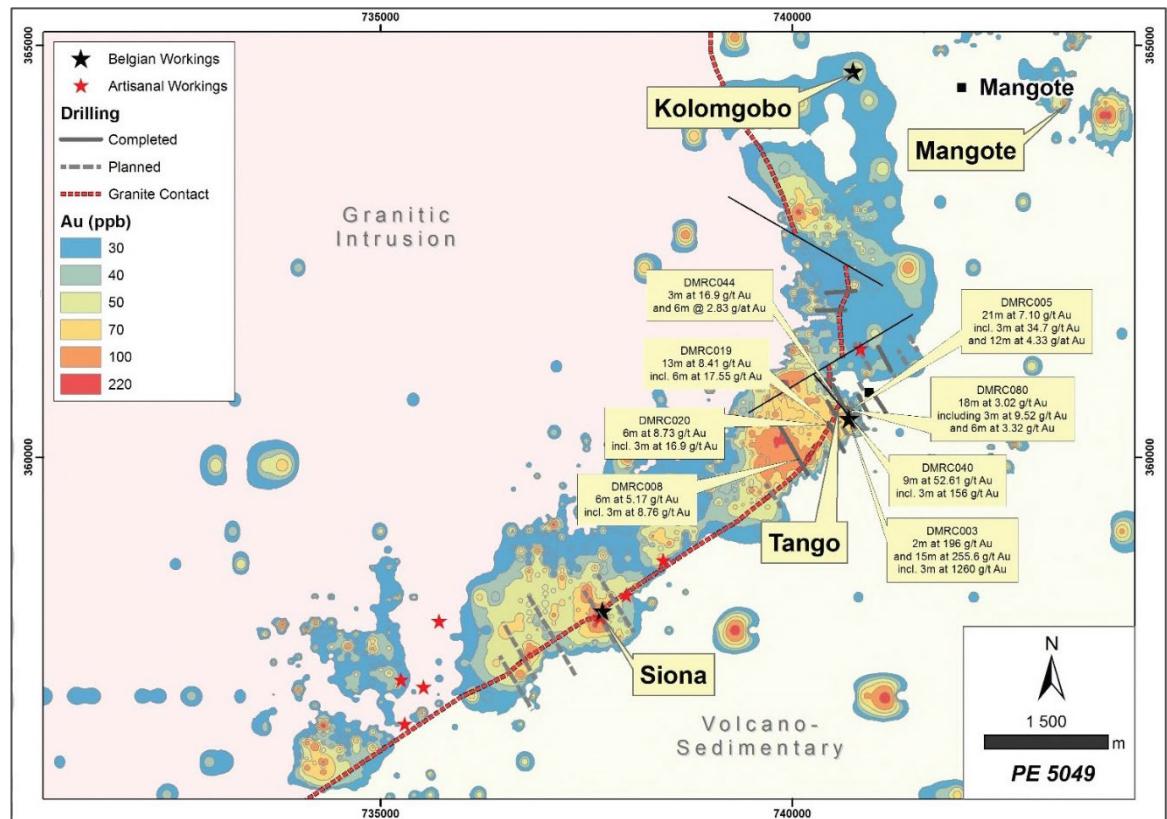 735000
740000
365000
365000
Belgian Workings
Artisanal Workings
Drilling
Completed
Planned
Granite Contact
Au (ppb)
30
40
50
70
100
220
Granitic
Intrusion
Kolomgobo
Mangote
Mangote
DMRC044
3m at 16.9 g/t Au
and 6m @ 2.83 g/at Au
DMRC005
21m at 7.10 g/t Au
incl. 3m at 34.7 g/t Au
and 12m at 4.33 g/at Au
DMRC019
13m at 8.41 g/t Au
incl. 6m at 17.55 g/t Au
DMRC080
18m at 3.02 g/t Au
including 3m at 9.52 g/t Au
and 6m at 3.32 g/t Au
DMRC020
6m at 8.73 g/t Au
incl. 3m at 16.9 g/t Au
DMRC040
9m at 52.61 g/t Au
incl. 3m at 156 g/t Au
DMRC008
6m at 5.17 g/t Au
incl. 3m at 8.76 g/t Au
DMRC003
2m at 196 g/t Au
and 15m at 255.6 g/t Au
incl. 3m at 1260 g/t Au
360000
360000
Tango
Siona
Volcano-
Sedimentary
N
1 500
m
PE 5049
735000
740000